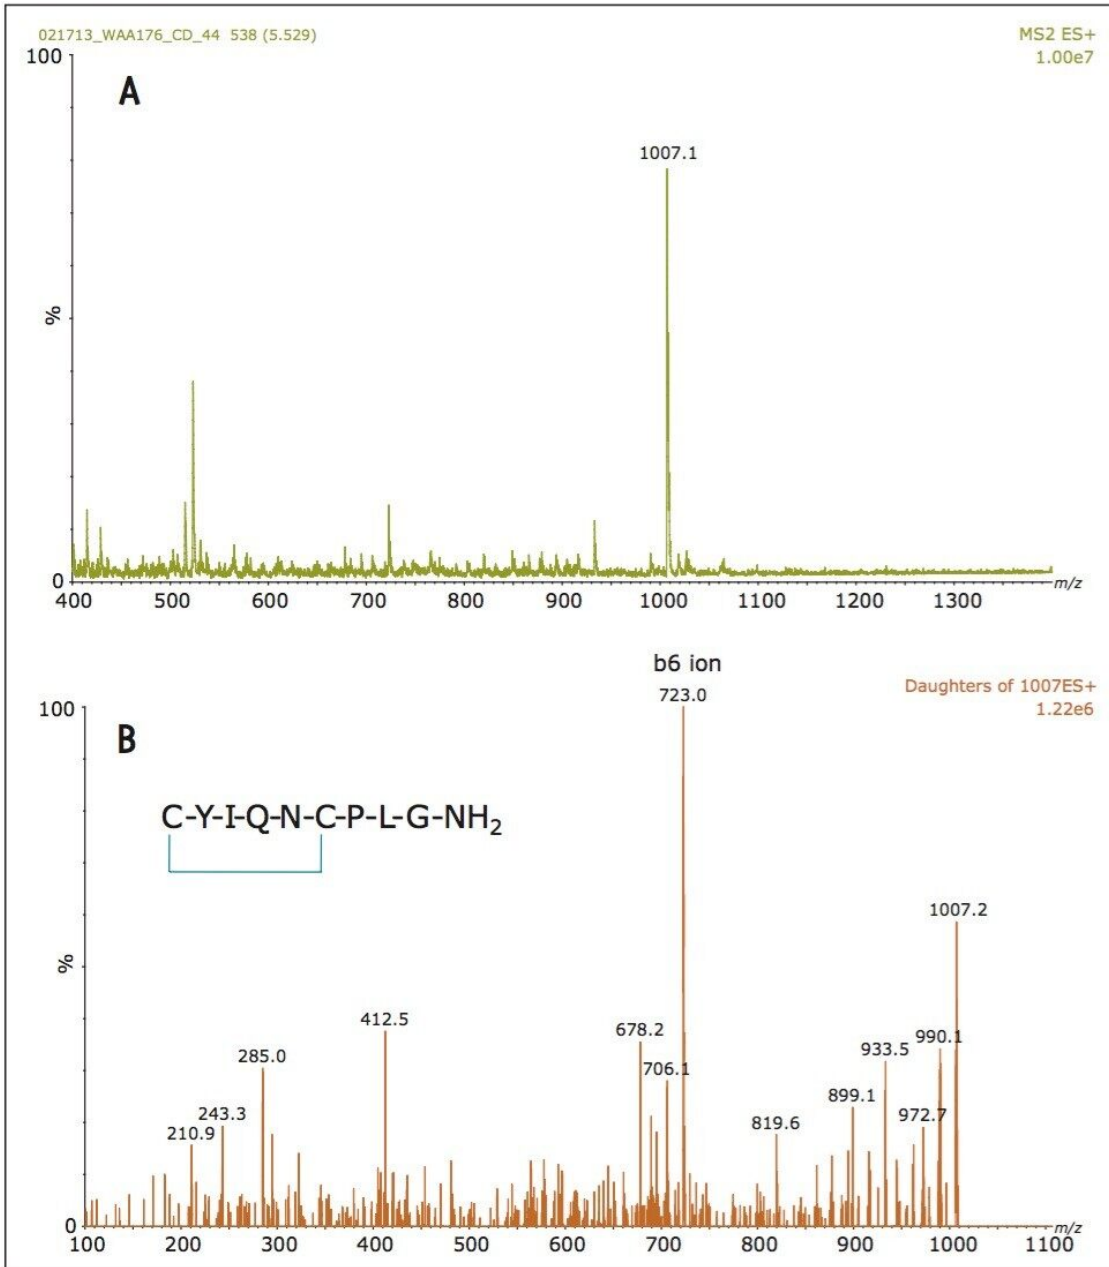 021713_WAA176_CD_44 538 (5.529)
MS2 ES+
1.00e7
100
A
1007.1
%
0
400 500 600 700 800 900 1000 1100 1200 1300
m/z
b6 ion
723.0
Daughters of 1007ES+
1.22e6
100
B
C-Y-I-Q-N-C-P-L-G-NH₂
1007.2
%
412.5
678.2
990.1
285.0
933.5
706.1
899.1
243.3
972.7
210.9
819.6
0
100 200 300 400 500 600 700 800 900 1000 1100
m/z